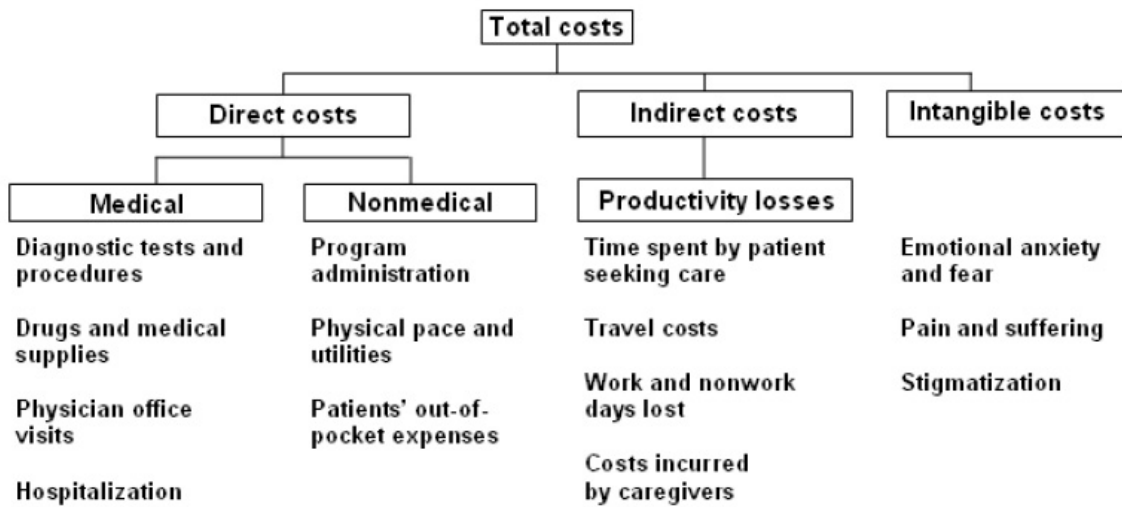 Total costs
Direct costs
Indirect costs
Intangible costs
Medical
Nonmedical
Productivity losses
Diagnostic tests and
procedures
Drugs and medical
supplies
Physician office
visits
Hospitalization
Program
administration
Physical pace and
utilities
Patients' out-of-
pocket expenses
Time spent by patient
seeking care
Travel costs
Work and nonwork
days lost
Costs incurred
by caregivers
Emotional anxiety
and fear
Pain and suffering
Stigmatization